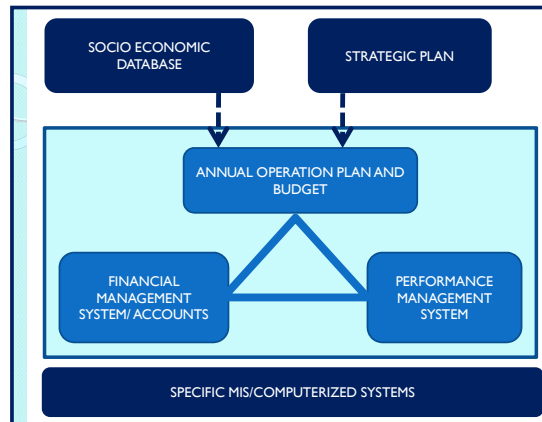 SOCIO ECONOMIC
DATABASE
STRATEGIC PLAN
ANNUAL OPERATION PLAN AND
BUDGET
FINANCIAL
MANAGEMENT
SYSTEM/ ACCOUNTS
PERFORMANCE
MANAGEMENT
SYSTEM
SPECIFIC MIS/COMPUTERIZED SYSTEMS